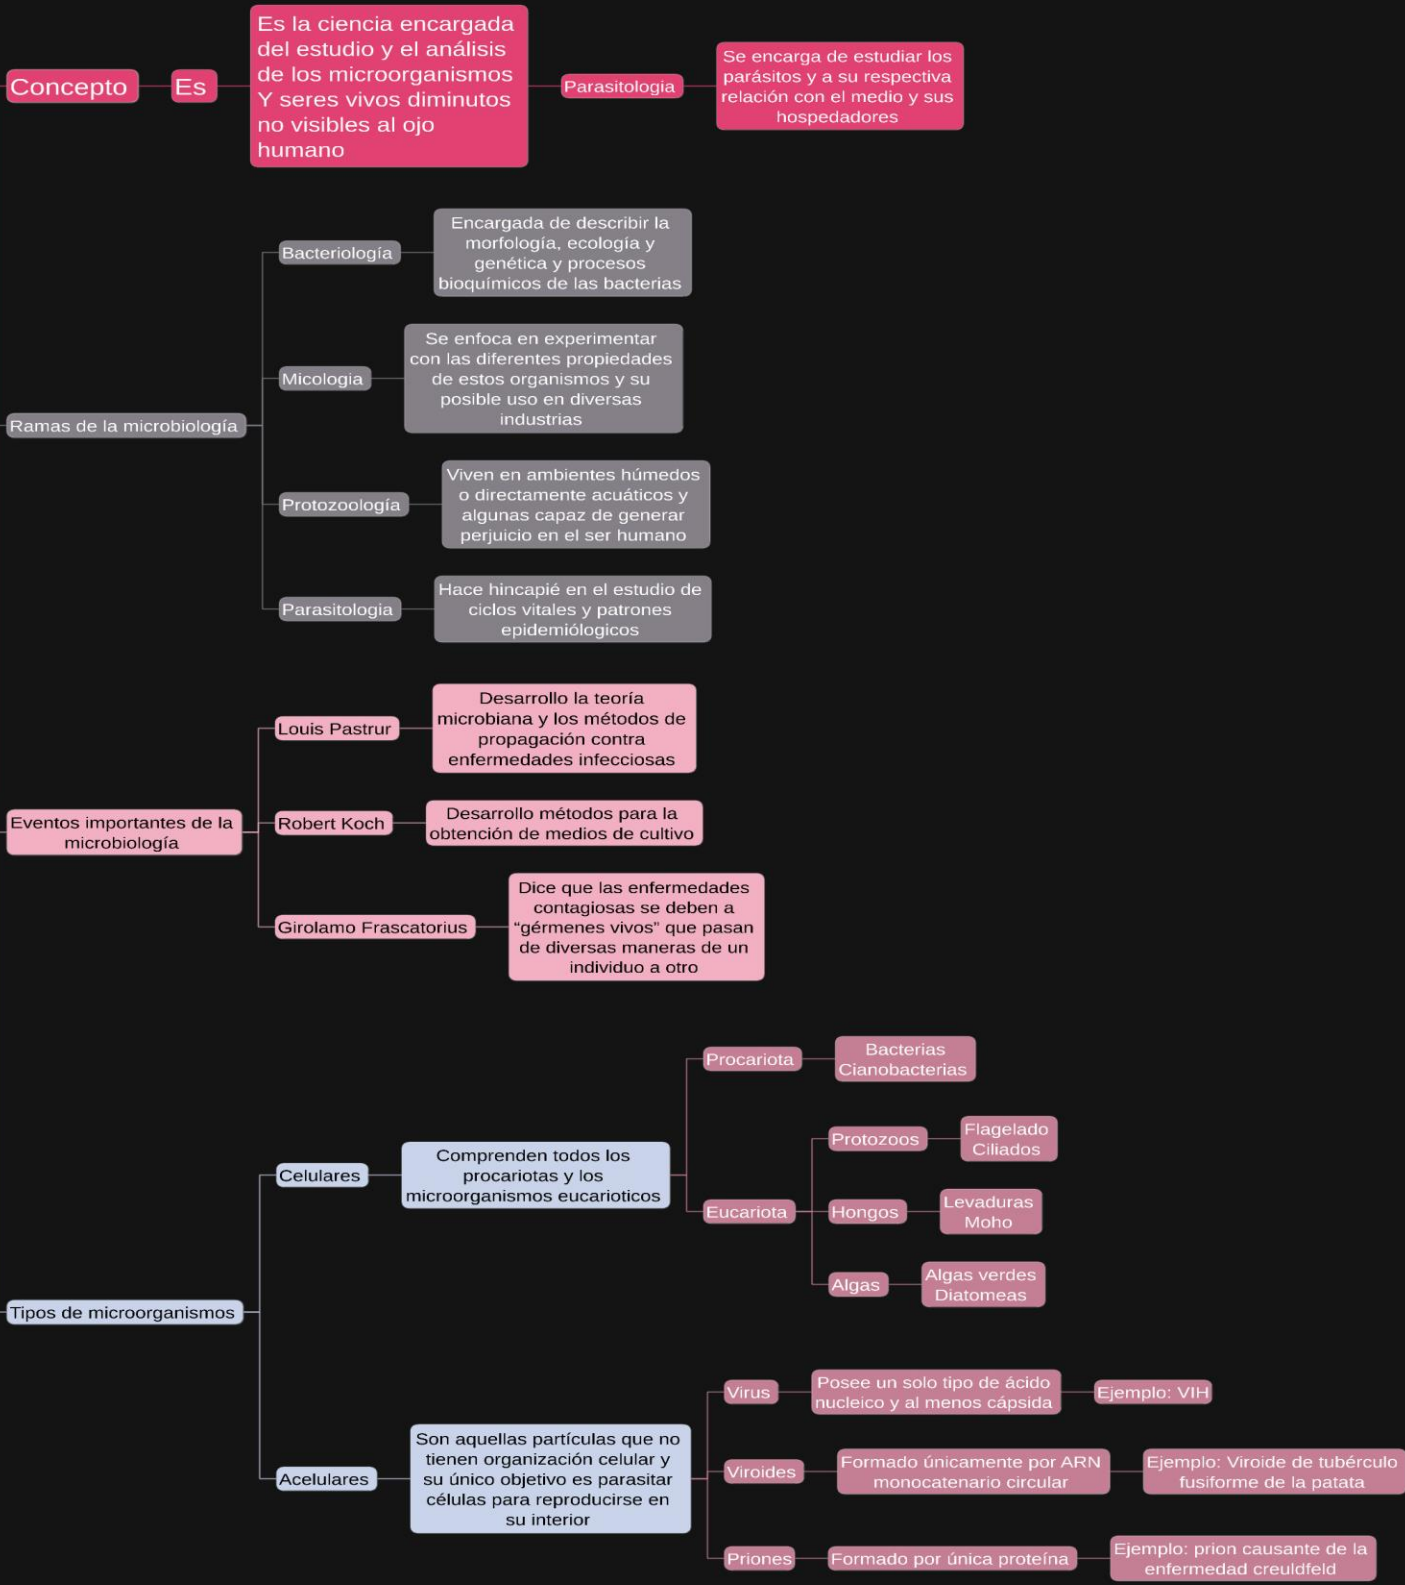 Concepto
Es
Es la ciencia encargada
del estudio y el análisis
de los microorganismos
Y seres vivos diminutos
no visibles al ojo
humano
Parasitologia
Se encarga de estudiar los
parásitos y a su respectiva
relación con el medio y sus
hospedadores
Ramas de la microbiología
Bacteriología
Encargada de describir la
morfología, ecología y
genética y procesos
bioquímicos de las bacterias
Micologia
Se enfoca en experimentar
con las diferentes propiedades
de estos organismos y su
posible uso en diversas
industrias
Protozoología
Viven en ambientes húmedos
o directamente acuáticos y
algunas capaz de generar
perjuicio en el ser humano
Parasitologia
Hace hincapié en el estudio de
ciclos vitales y patrones
epidemiólogicos
Eventos importantes de la
microbiología
Louis Pastrur
Desarrollo la teoría
microbiana y los métodos de
propagación contra
enfermedades infecciosas
Robert Koch
Desarrollo métodos para la
obtención de medios de cultivo
Girolamo Frascatorius
Dice que las enfermedades
contagiosas se deben a
“gérmenes vivos” que pasan
de diversas maneras de un
individuo a otro
Tipos de microorganismos
Celulares
Comprenden todos los
procariotas y los
microorganismos eucarioticos
Procariota
Bacterias
Cianobacterias
Eucariota
Protozoos
Flagelado
Ciliados
Hongos
Levaduras
Moho
Algas
Algas verdes
Diatomeas
Acelulares
Son aquellas partículas que no
tienen organización celular y
su único objetivo es parasitar
células para reproducirse en
su interior
Virus
Posee un solo tipo de ácido
nucleico y al menos cápsida
Ejemplo: VIH
Viroides
Formado únicamente por ARN
monocatenario circular
Ejemplo: Viroide de tubérculo
fusiforme de la patata
Priones
Formado por única proteína
Ejemplo: prion causante de la
enfermedad creuldfeld